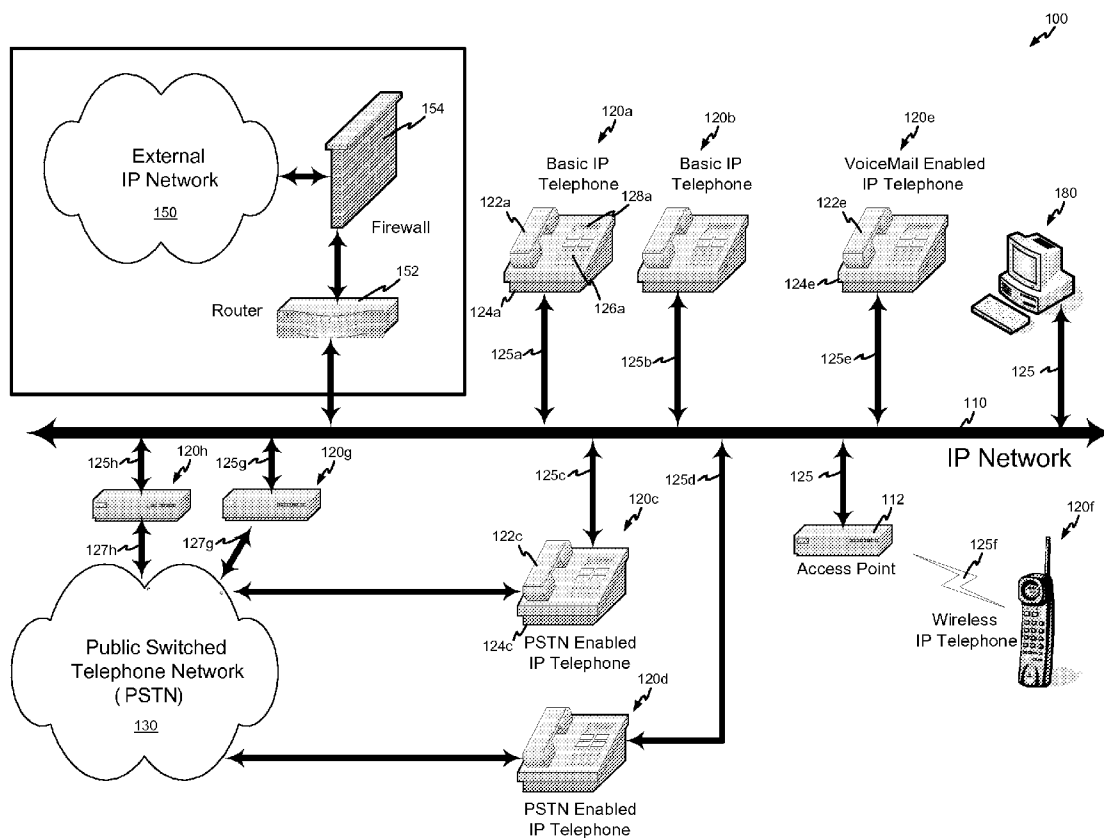 100
External
IP Network
150
154
Firewall
152
Router
120a
Basic IP
Telephone
122a
128a
124a
126a
125a
120b
Basic IP
Telephone
125b
120e
VoiceMail Enabled
IP Telephone
122e
124e
125e
180
125
110
IP Network
125h
120h
125g
120g
127h
127g
125c
125d
120c
122c
124c
PSTN Enabled
IP Telephone
125
112
Access Point
125f
120f
Wireless
IP Telephone
Public Switched
Telephone Network
( PSTN)
130
120d
PSTN Enabled
IP Telephone